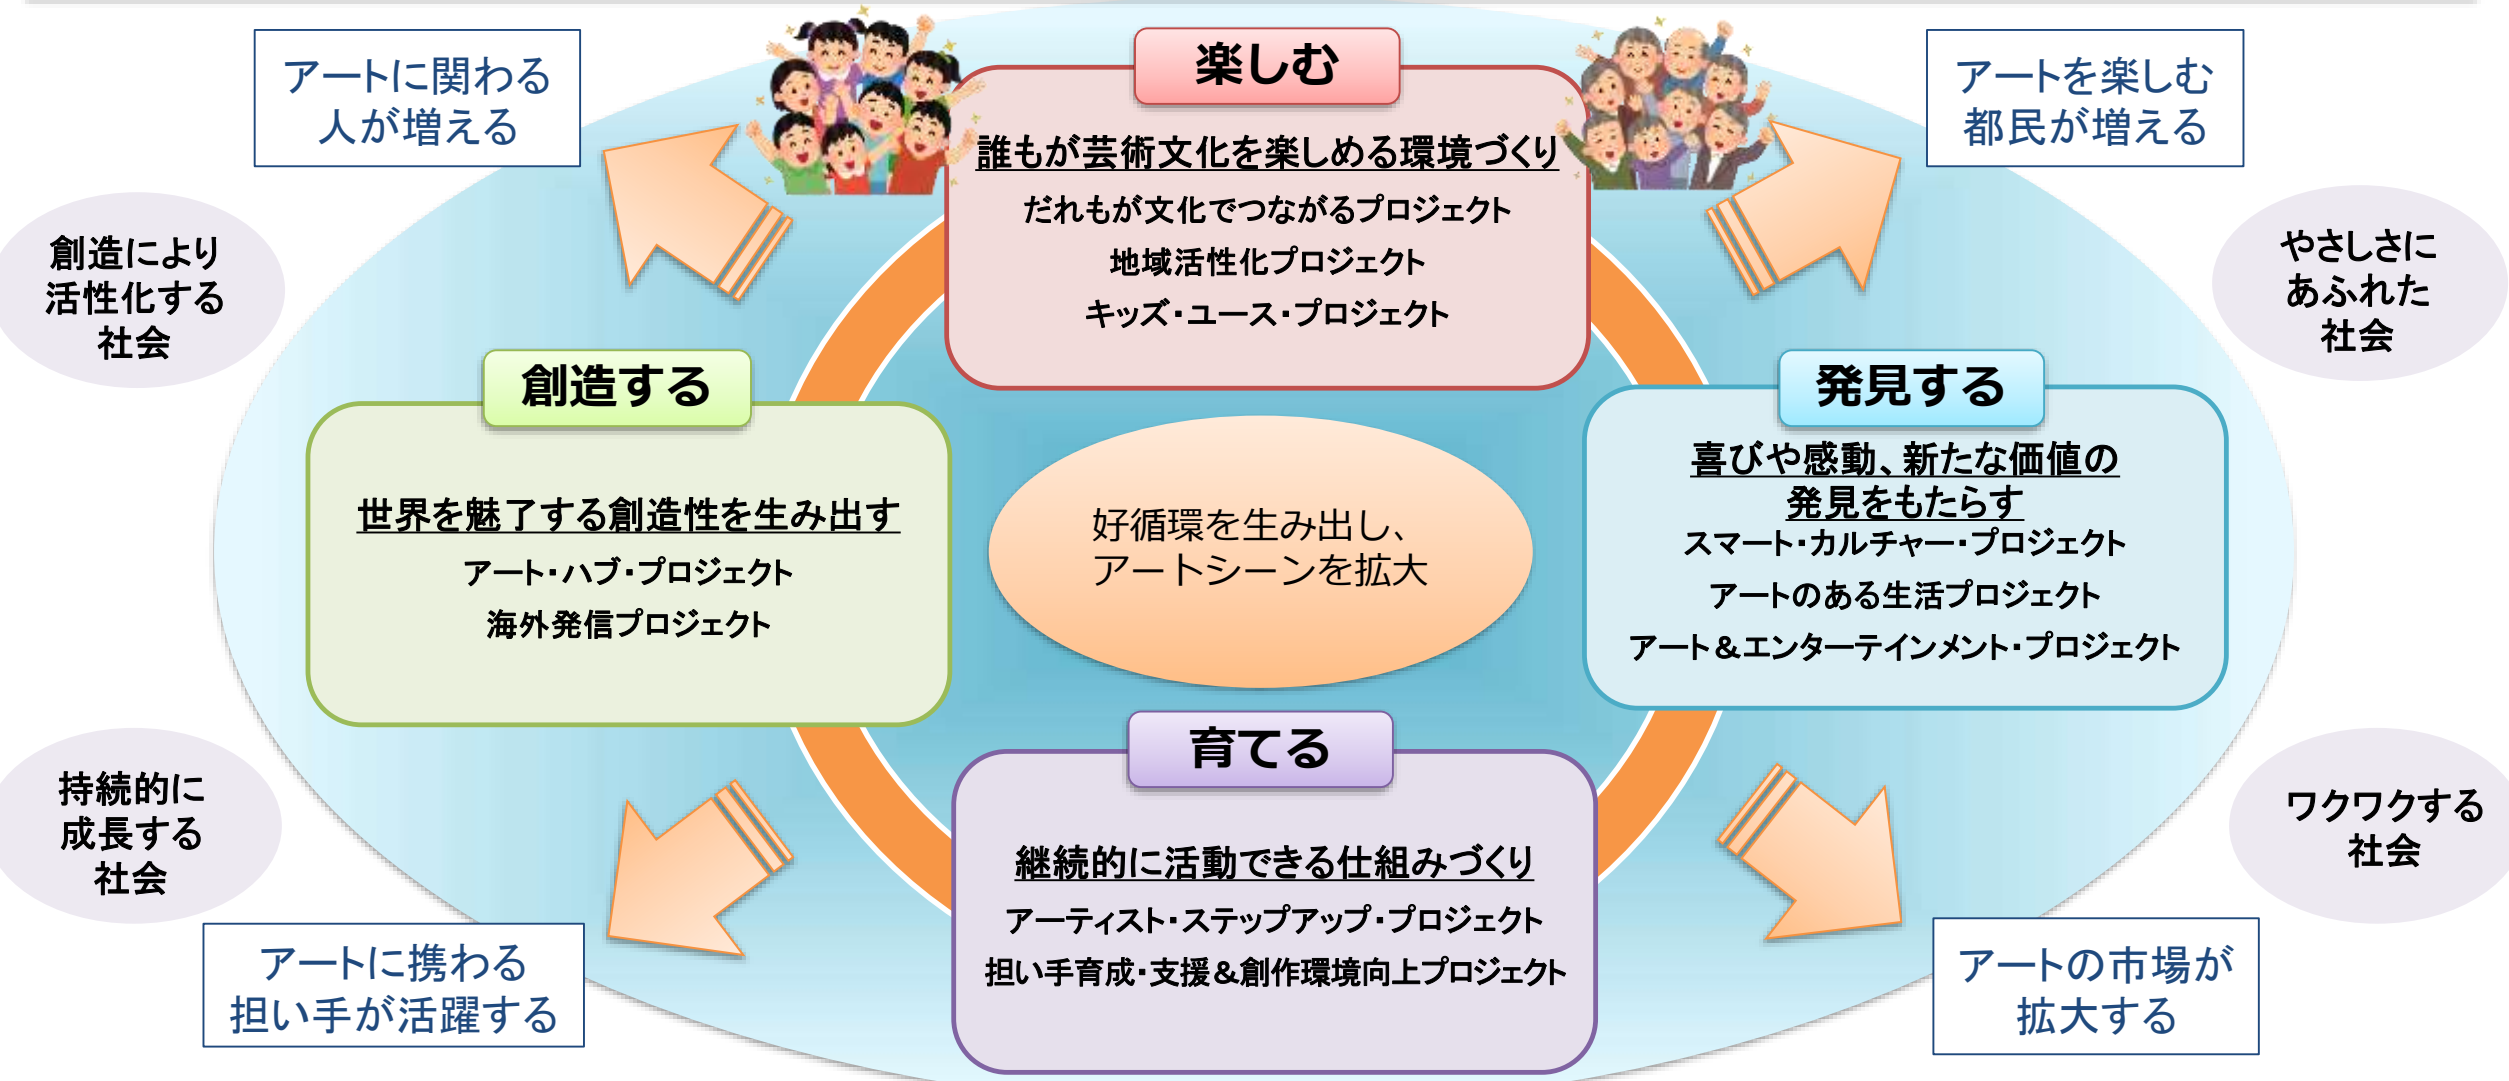 楽しむ
誰もが芸術文化を楽しめる環境づくり
だれもが文化でつながるプロジェクト
地域活性化プロジェクト
キッズ・ユース・プロジェクト
アートに関わる
人が増える
アートを楽しむ
都民が増える
創造により
活性化する
社会
やさしさに
あふれた
社会
創造する
世界を魅了する創造性を生み出す
アート・ハブ・プロジェクト
海外発信プロジェクト
好循環を生み出し、
アートシーンを拡大
発見する
喜びや感動、新たな価値の
発見をもたらす
スマート・カルチャー・プロジェクト
アートのある生活プロジェクト
アート＆エンターテインメント・プロジェクト
育てる
継続的に活動できる仕組みづくり
アーティスト・ステップアップ・プロジェクト
担い手育成・支援＆創作環境向上プロジェクト
持続的に
成長する
社会
ワクワクする
社会
アートに携わる
担い手が活躍する
アートの市場が
拡大する